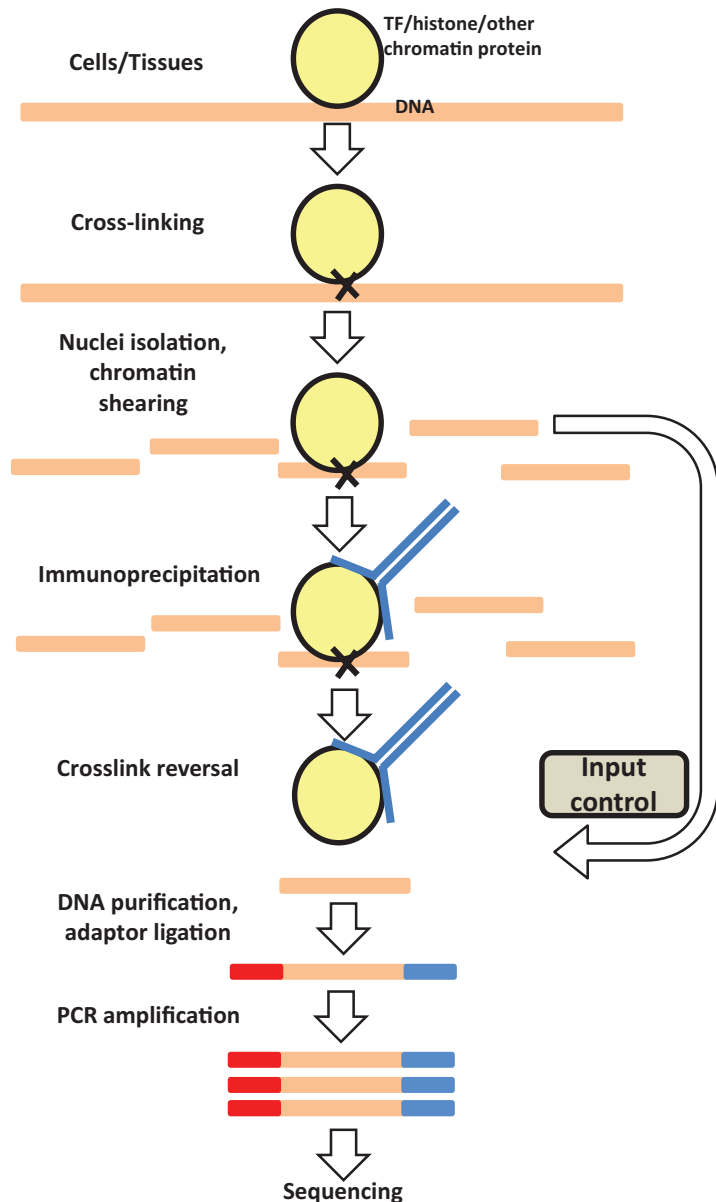 TF/histone/other
chromatin protein
Cells/Tissues
DNA
Cross-linking
Nuclei isolation,
chromatin
shearing
Immunoprecipitation
Crosslink reversal
Input
control
DNA purification,
adaptor ligation
PCR amplification
Sequencing